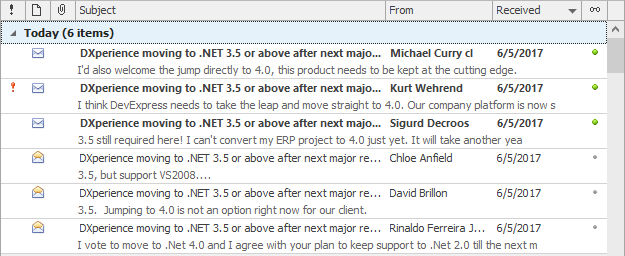 Subject From Received
Today (6 items)
DXperience moving to .NET 3.5 or above after next majo... Michael Curry cl 6/5/2017
I'd also welcome the jump directly to 4.0, this product needs to be kept at the cutting edge.
DXperience moving to .NET 3.5 or above after next majo... Kurt Wehrend 6/5/2017
I think DevExpress needs to take the leap and move straight to 4.0. Our company platform is now s
DXperience moving to .NET 3.5 or above after next majo... Sigurd Decroos 6/5/2017
3.5 still required here! I can't convert my ERP project to 4.0 just yet. It will take another yea
DXperience moving to .NET 3.5 or above after next major re... Chloe Anfield 6/5/2017
3.5, but support VS2008....
DXperience moving to .NET 3.5 or above after next major re... David Brillon 6/5/2017
3.5. Jumping to 4.0 is not an option right now for our client.
DXperience moving to .NET 3.5 or above after next major re... Rinaldo Ferreira J... 6/5/2017
I vote to move to .Net 4.0 and I agree with your plan to keep support to .Net 2.0 till the next m